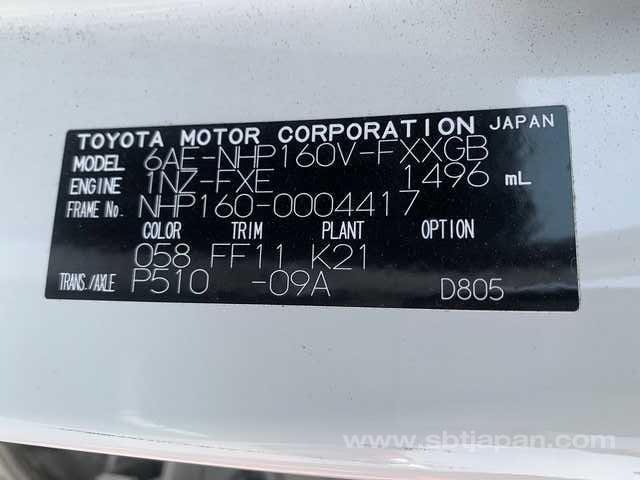 TOYOTA MOTOR CORPORATION JAPAN
MODEL 6AE-NHP160V-FXXGB
ENGINE 1NZ-FXE 1496 mL
FRAME No. NHP160-0004417
COLOR TRIM PLANT OPTION
058 FF11 K21
TRANS./AXLE P510 -09A D805
www.sbtjapan.com